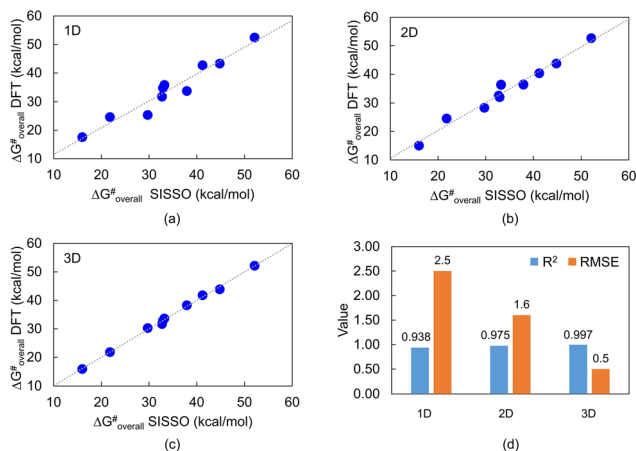 1D
60
50
40
30
20
10
10 20 30 40 50 60
ΔG#overall DFT (kcal/mol)
ΔG#overall SISSO (kcal/mol)
(a)
2D
60
50
40
30
20
10
10 20 30 40 50 60
ΔG#overall DFT (kcal/mol)
ΔG#overall SISSO (kcal/mol)
(b)
3D
60
50
40
30
20
10
10 20 30 40 50 60
ΔG#overall DFT (kcal/mol)
ΔG#overall SISSO (kcal/mol)
(c)
R² RMSE
3.00
2.50
2.00
1.50
1.00
0.50
0.00
Value
0.938 2.5
0.975 1.6
0.997 0.5
1D 2D 3D
(d)